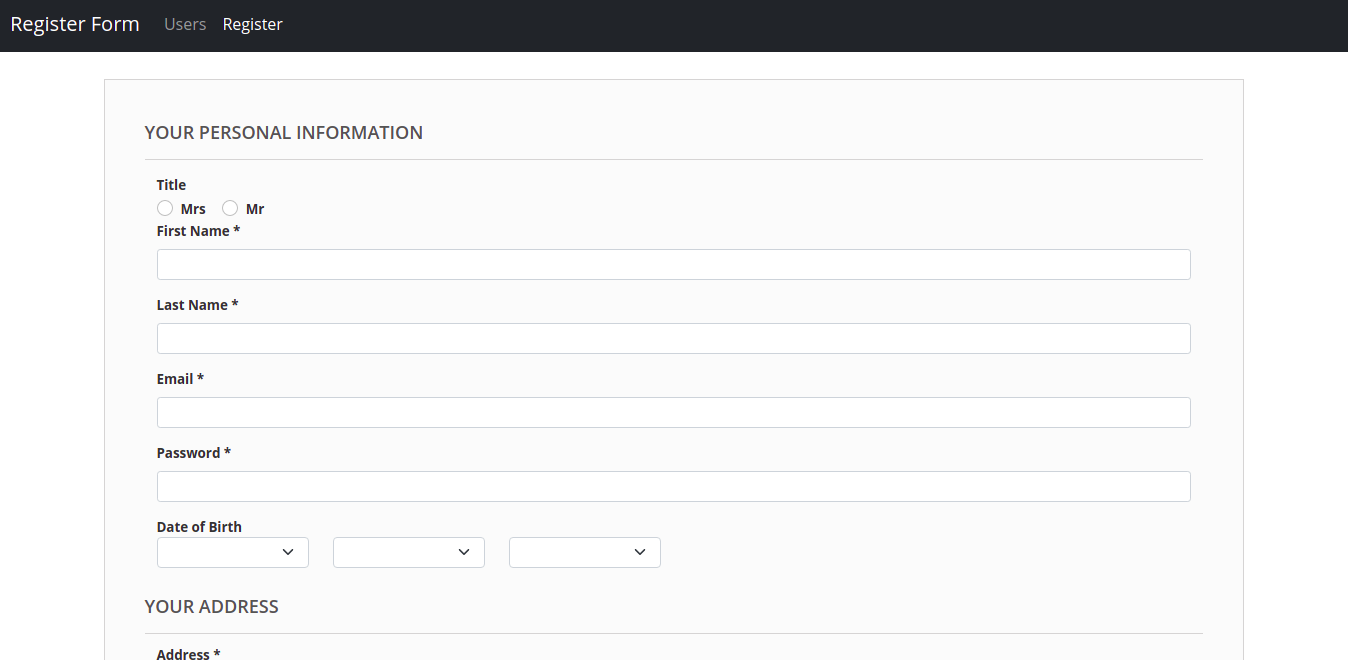 Register Form Users Register
YOUR PERSONAL INFORMATION
Title
Mrs Mr
First Name *
Last Name *
Email *
Password *
Date of Birth
YOUR ADDRESS
Address *